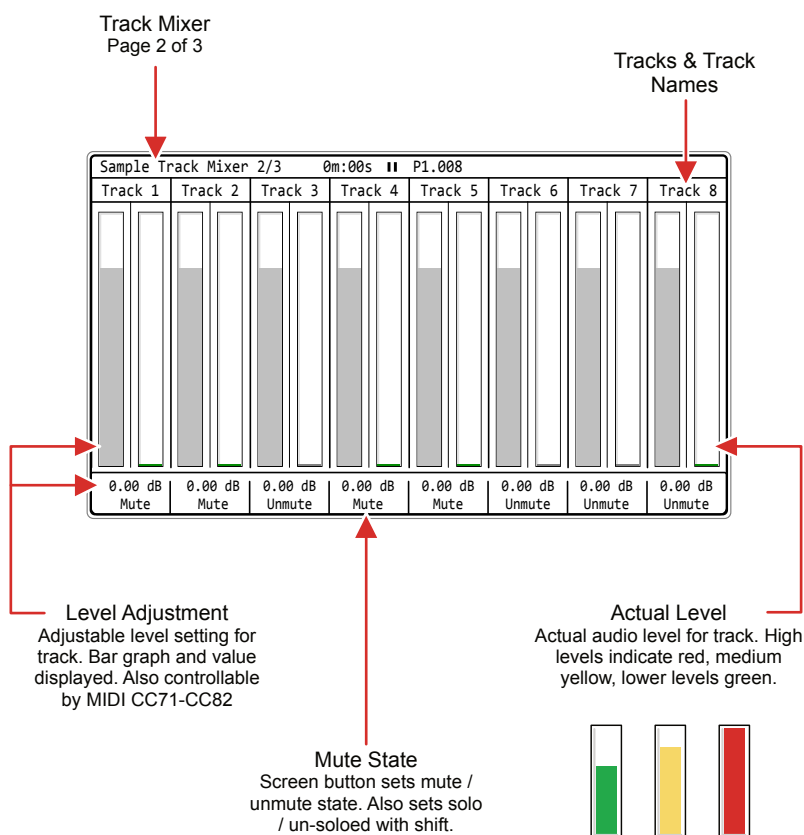 Track Mixer
Page 2 of 3
Tracks & Track
Names
Sample Track Mixer 2/3 0m:00s P1.008
Track 1 Track 2 Track 3 Track 4 Track 5 Track 6 Track 7 Track 8
0.00 dB 0.00 dB 0.00 dB 0.00 dB 0.00 dB 0.00 dB 0.00 dB 0.00 dB
Mute Mute Unmute Mute Mute Unmute Unmute Unmute
Level Adjustment
Adjustable level setting for
track. Bar graph and value
displayed. Also controllable
by MIDI CC71-CC82
Actual Level
Actual audio level for track. High
levels indicate red, medium
yellow, lower levels green.
Mute State
Screen button sets mute /
unmute state. Also sets solo
/ un-soloed with shift.